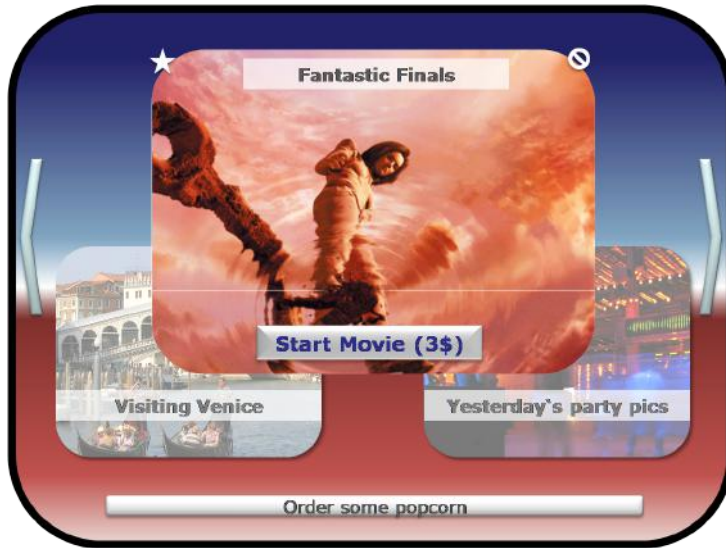 Fantastic Finals
Start Movie (3$)
Visiting Venice
Yesterday`s party pics
Order some popcorn